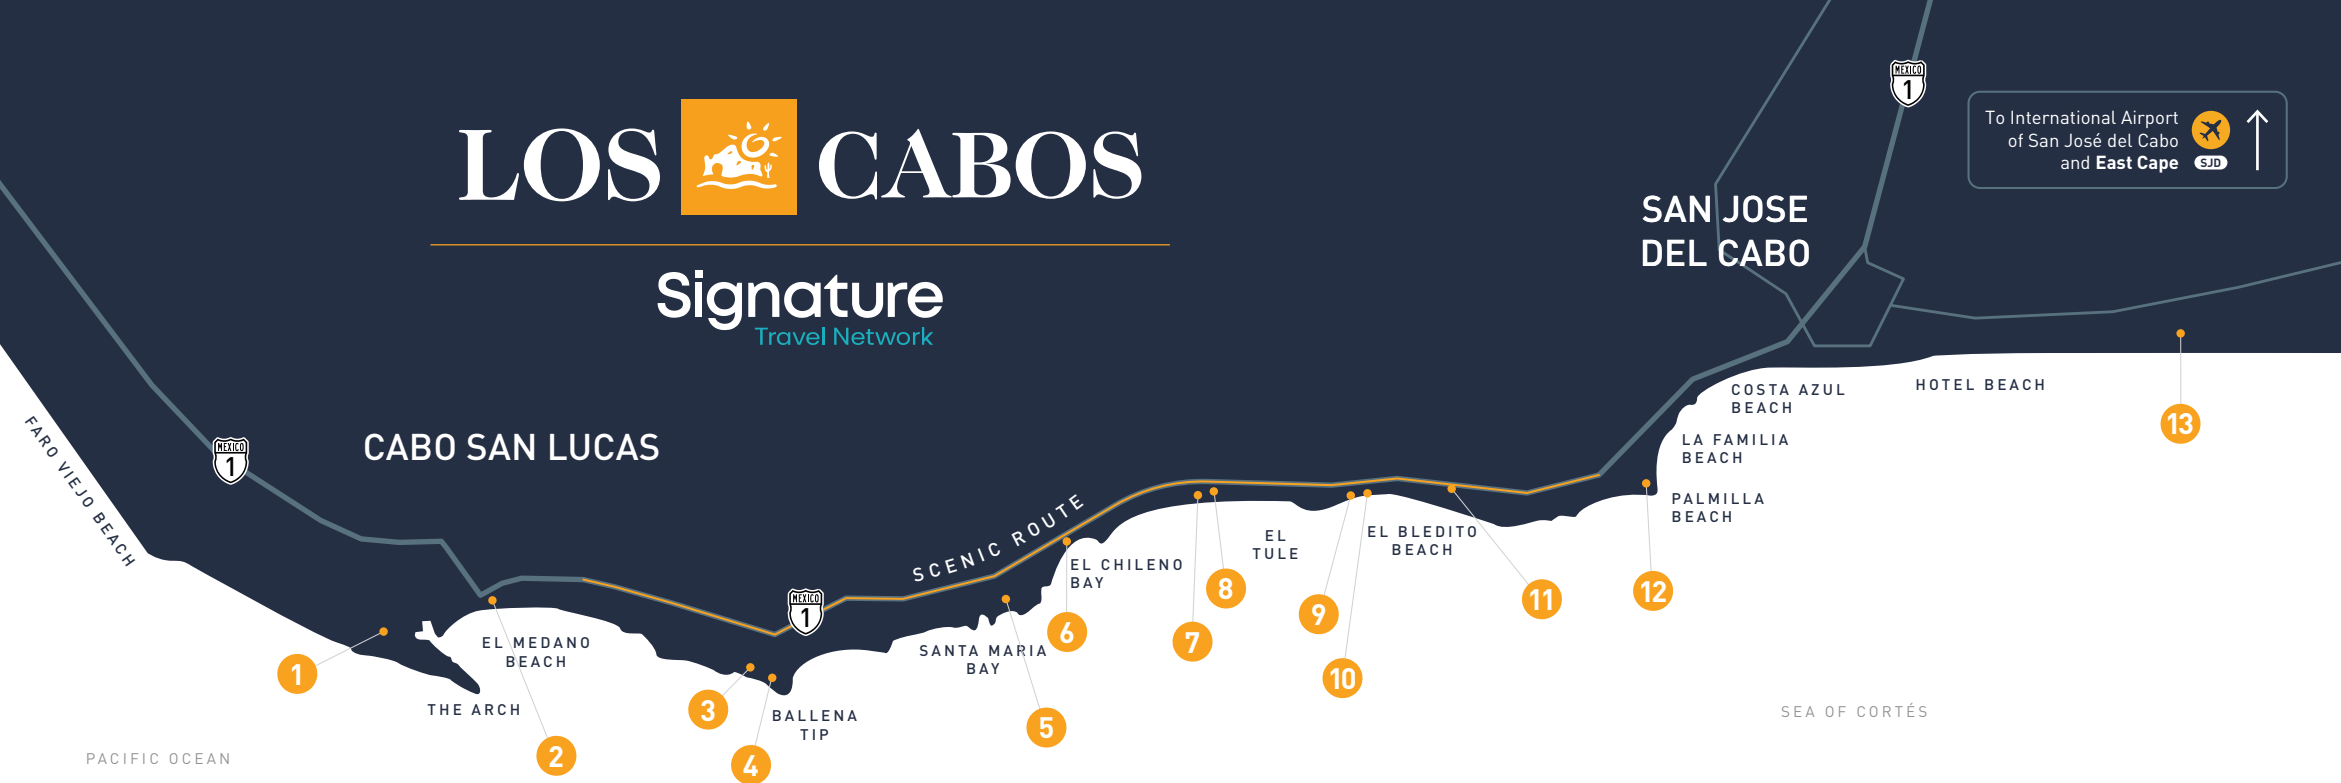 LOS CABOS
Signature
Travel Network
MEXICO
1
To International Airport
of San José del Cabo
and East Cape
SJD
SAN JOSE
DEL CABO
COSTA AZUL
BEACH
HOTEL BEACH
13
LA FAMILIA
BEACH
PALMILLA
BEACH
CABO SAN LUCAS
MEXICO
1
FARO VIEJO BEACH
SCENIC ROUTE
MEXICO
1
EL CHILENO
BAY
EL
TULE
EL BLEDITO
BEACH
EL MEDANO
BEACH
SANTA MARIA
BAY
THE ARCH
BALLENA
TIP
1
2
3
4
5
6
7
8
9
10
11
12
PACIFIC OCEAN
SEA OF CORTÉS